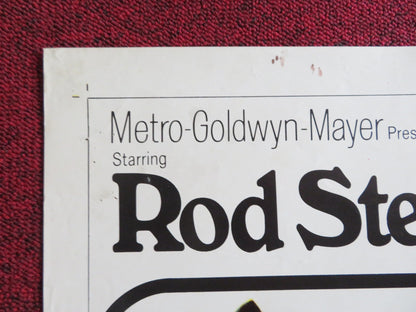 Metro-Goldwyn-Mayer Pres
Starring
Rod Ste